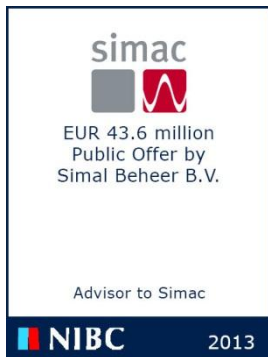 simac
EUR 43.6 million
Public Offer by
Simal Beheer B.V.
Advisor to Simac
NIBC 2013